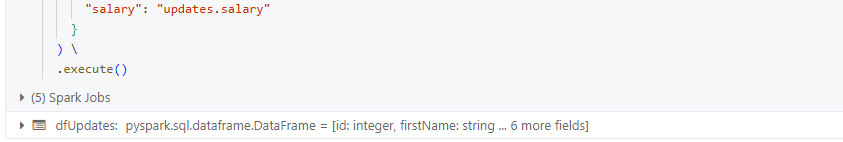 "salary": "updates.salary"
}
) \
.execute()
(5) Spark Jobs
dfUpdates: pyspark.sql.dataframe.DataFrame = [id: integer, firstName: string ... 6 more fields]